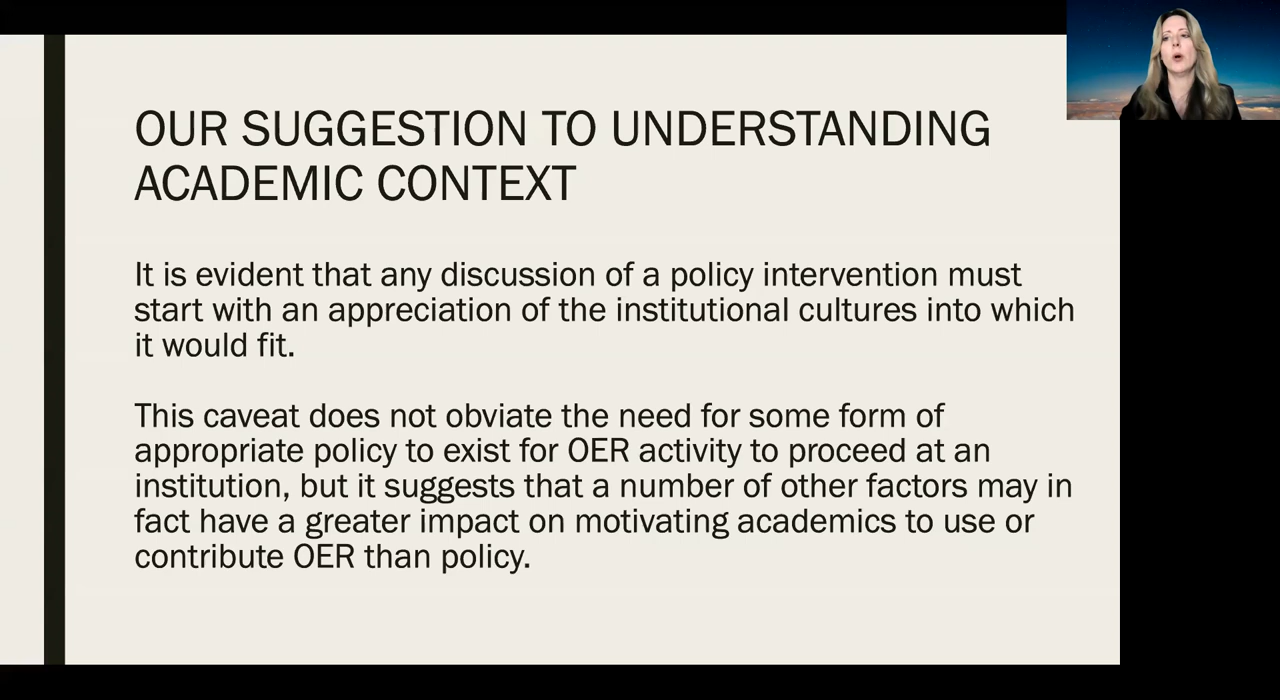 OUR SUGGESTION TO UNDERSTANDING
ACADEMIC CONTEXT
It is evident that any discussion of a policy intervention must
start with an appreciation of the institutional cultures into which
it would fit.
This caveat does not obviate the need for some form of
appropriate policy to exist for OER activity to proceed at an
institution, but it suggests that a number of other factors may in
fact have a greater impact on motivating academics to use or
contribute OER than policy.